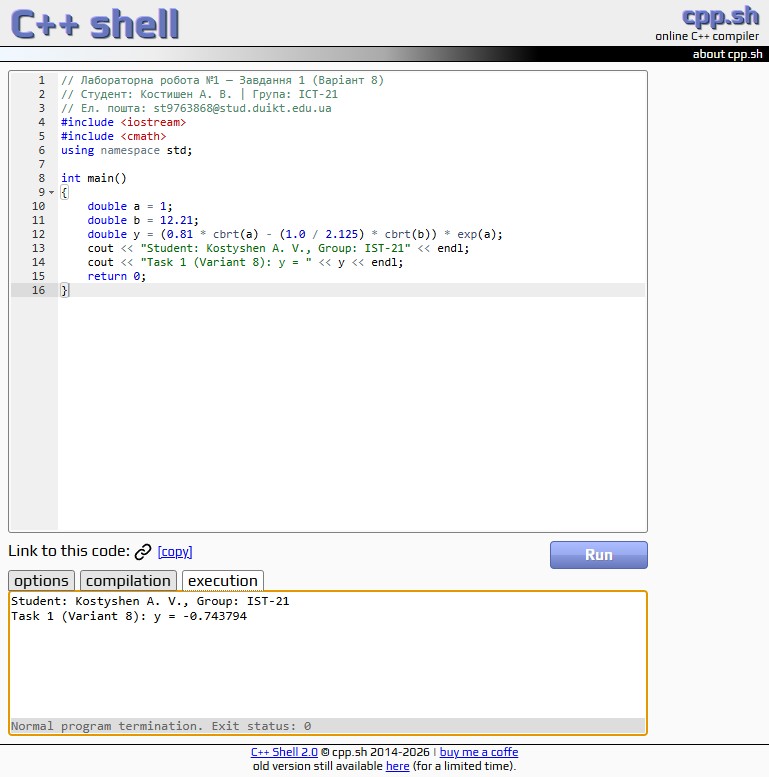 C++ shell
cpp.sh
online C++ compiler
about cpp.sh
1 // Лабораторна робота №1 — Завдання 1 (Варіант 8)
2 // Студент: Костишен А. В. | Група: ІСТ-21
3 // Ел. пошта: st9763868@stud.duikt.edu.ua
4 #include <iostream>
5 #include <cmath>
6 using namespace std;
7
8 int main()
9 {
10     double a = 1;
11     double b = 12.21;
12     double y = (0.81 * cbrt(a) - (1.0 / 2.125) * cbrt(b)) * exp(a);
13     cout << "Student: Kostyshen A. V., Group: IST-21" << endl;
14     cout << "Task 1 (Variant 8): y = " << y << endl;
15     return 0;
16 }
Link to this code: [copy]
Run
options compilation execution
Student: Kostyshen A. V., Group: IST-21
Task 1 (Variant 8): y = -0.743794
Normal program termination. Exit status: 0
C++ Shell 2.0 © cpp.sh 2014-2026 | buy me a coffe
old version still available here (for a limited time).